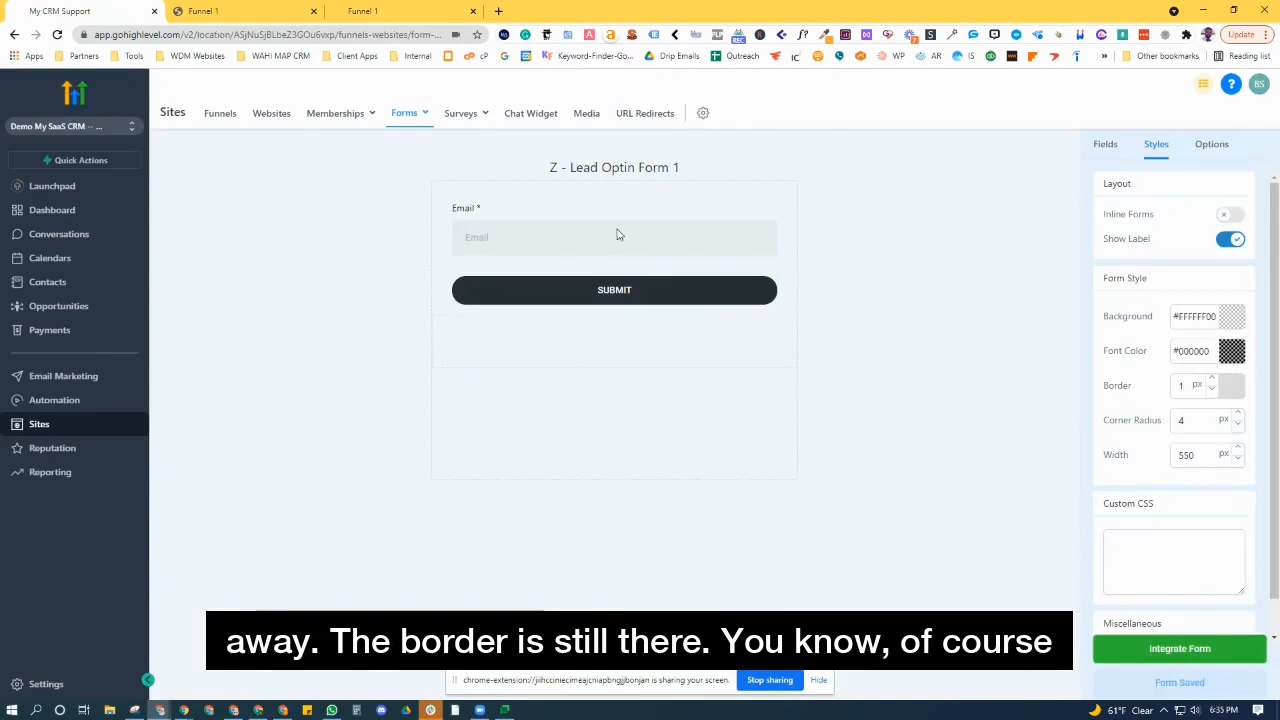 My CRM Support
Funnel 1
Funnel 1
app.gohighlevel.com/v2/location/ASJNuSJBLbeZ3GOu6vxp/funnels-websites/form-...
Update
Apps
Partners
Tools
WDM Websites
WAHI MAP CRM
Client Apps
Internal
cP
Keyword-Finder-Go...
Drip Emails
Outreach
IC
WP
AR
IS
Reading list
Demo My SaaS CRM -- ...
Quick Actions
Launchpad
Dashboard
Conversations
Calendars
Contacts
Opportunities
Payments
Email Marketing
Automation
Sites
Reputation
Reporting
Settings
Sites
Funnels
Websites
Memberships
Forms
Surveys
Chat Widget
Media
URL Redirects
BS
Z - Lead Optin Form 1
Email *
Email
SUBMIT
Fields
Styles
Options
Layout
Inline Forms
Show Label
Form Style
Background
#FFFFFF00
Font Color
#000000
Border
1 px
Corner Radius
4 px
Width
550 px
Custom CSS
Miscellaneous
Integrate Form
Form Saved
away. The border is still there. You know, of course
chrome-extension://jiihcciniecimeajcniapbngjjbonjan is sharing your screen.
Stop sharing
Hide
61°F Clear
6:35 PM